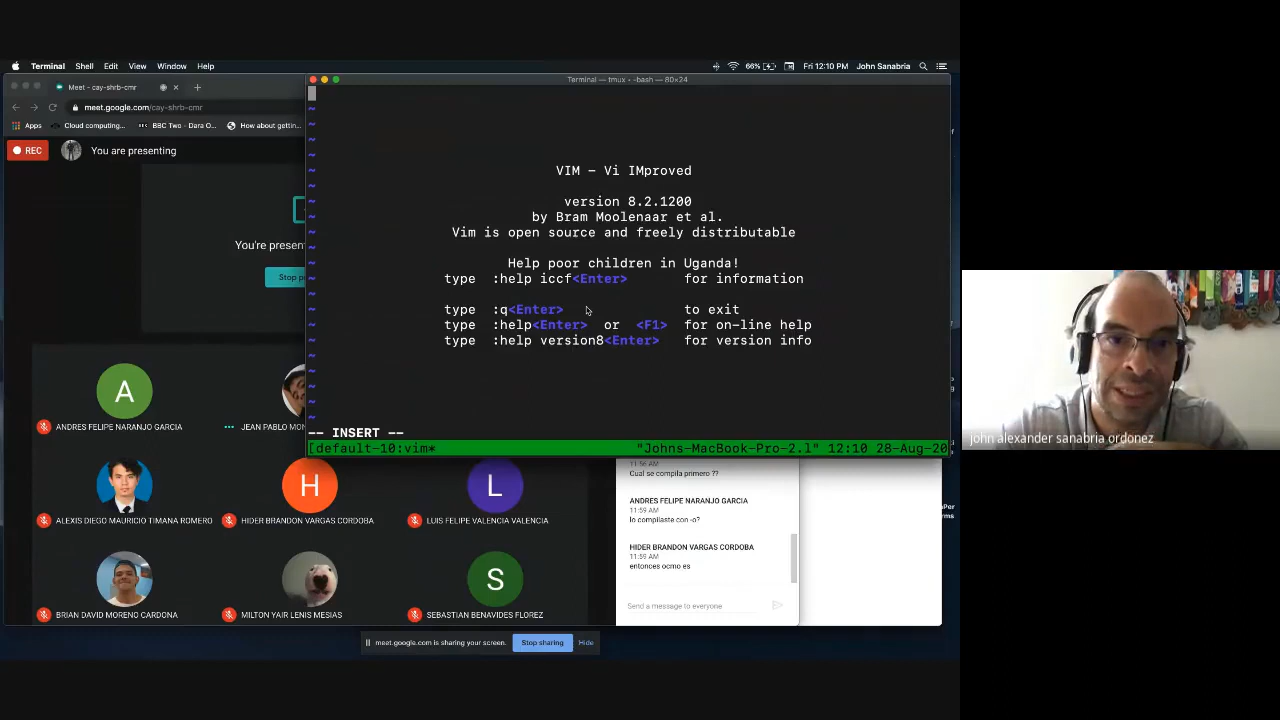 Terminal Shell Edit View Window Help
66% Fri 12:10 PM John Sanabria
Meet - cay-shrb-cmr
Terminal — tmux - -bash — 80×24
meet.google.com/cay-shrb-cmr
Apps Cloud computing... BBC Two - Dara O... How about gettin...
REC You are presenting
~
~
~
~
VIM - Vi IMproved
~
version 8.2.1200
by Bram Moolenaar et al.
Vim is open source and freely distributable
~
Help poor children in Uganda!
type :help iccf<Enter> for information
~
type :q<Enter> to exit
type :help<Enter> or <F1> for on-line help
type :help version8<Enter> for version info
~
~
~
~
-- INSERT --
[default-10:vim* "Johns-MacBook-Pro-2.l" 12:10 28-Aug-20
You're present
Stop p
A
ANDRES FELIPE NARANJO GARCIA
JEAN PABLO MON
H
L
ALEXIS DIEGO MAURICIO TIMANA ROMERO
HIDER BRANDON VARGAS CORDOBA
LUIS FELIPE VALENCIA VALENCIA
S
BRIAN DAVID MORENO CARDONA
MILTON YAIR LENIS MESIAS
SEBASTIAN BENAVIDES FLOREZ
11:56 AM
Cual se compila primero ??
ANDRES FELIPE NARANJO GARCIA
11:59 AM
lo compilaste con -o?
HIDER BRANDON VARGAS CORDOBA
11:59 AM
entonces ocmo es
Send a message to everyone
meet.google.com is sharing your screen. Stop sharing Hide
john alexander sanabria ordonez